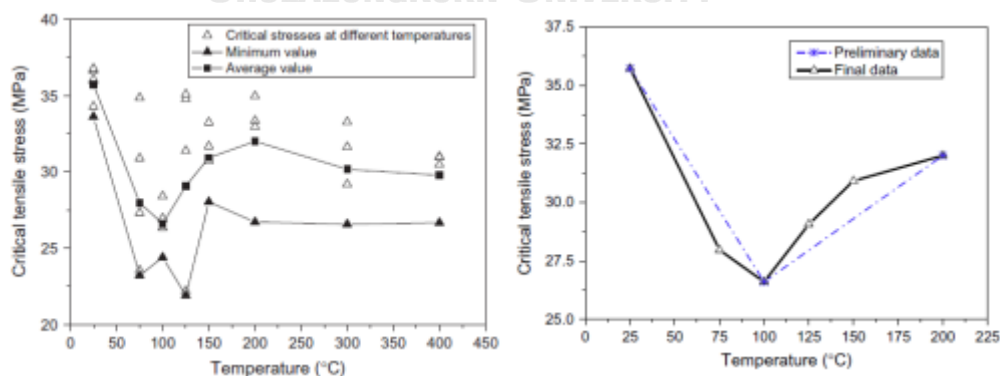 40
35
30
25
20
0 50 100 150 200 250 300 350 400 450
Critical tensile stress (MPa)
Temperature (°C)
Critical stresses at different temperatures
Minimum value
Average value
37.5
35.0
32.5
30.0
27.5
25.0
0 25 50 75 100 125 150 175 200 225
Critical tensile stress (MPa)
Temperature (°C)
Preliminary data
Final data